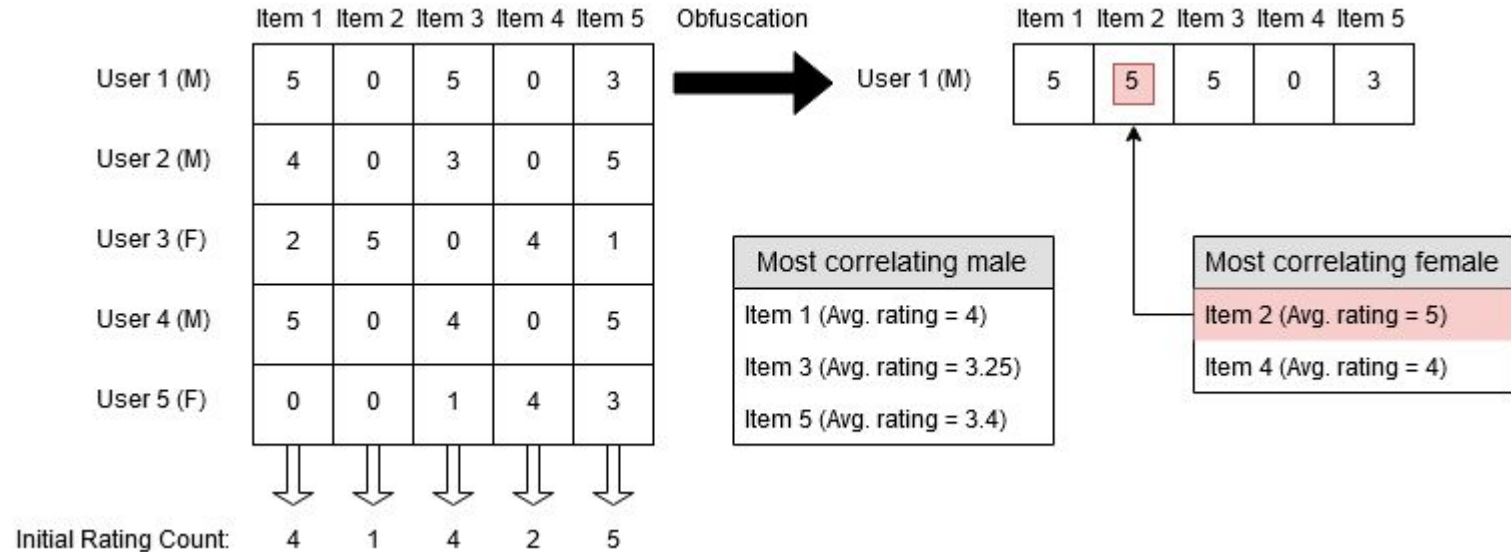 Item 1 Item 2 Item 3 Item 4 Item 5
User 1 (M) 5 0 5 0 3
User 2 (M) 4 0 3 0 5
User 3 (F) 2 5 0 4 1
User 4 (M) 5 0 4 0 5
User 5 (F) 0 0 1 4 3
Initial Rating Count: 4 1 4 2 5
Obfuscation
Item 1 Item 2 Item 3 Item 4 Item 5
User 1 (M) 5 5 5 0 3
Most correlating male
Item 1 (Avg. rating = 4)
Item 3 (Avg. rating = 3.25)
Item 5 (Avg. rating = 3.4)
Most correlating female
Item 2 (Avg. rating = 5)
Item 4 (Avg. rating = 4)